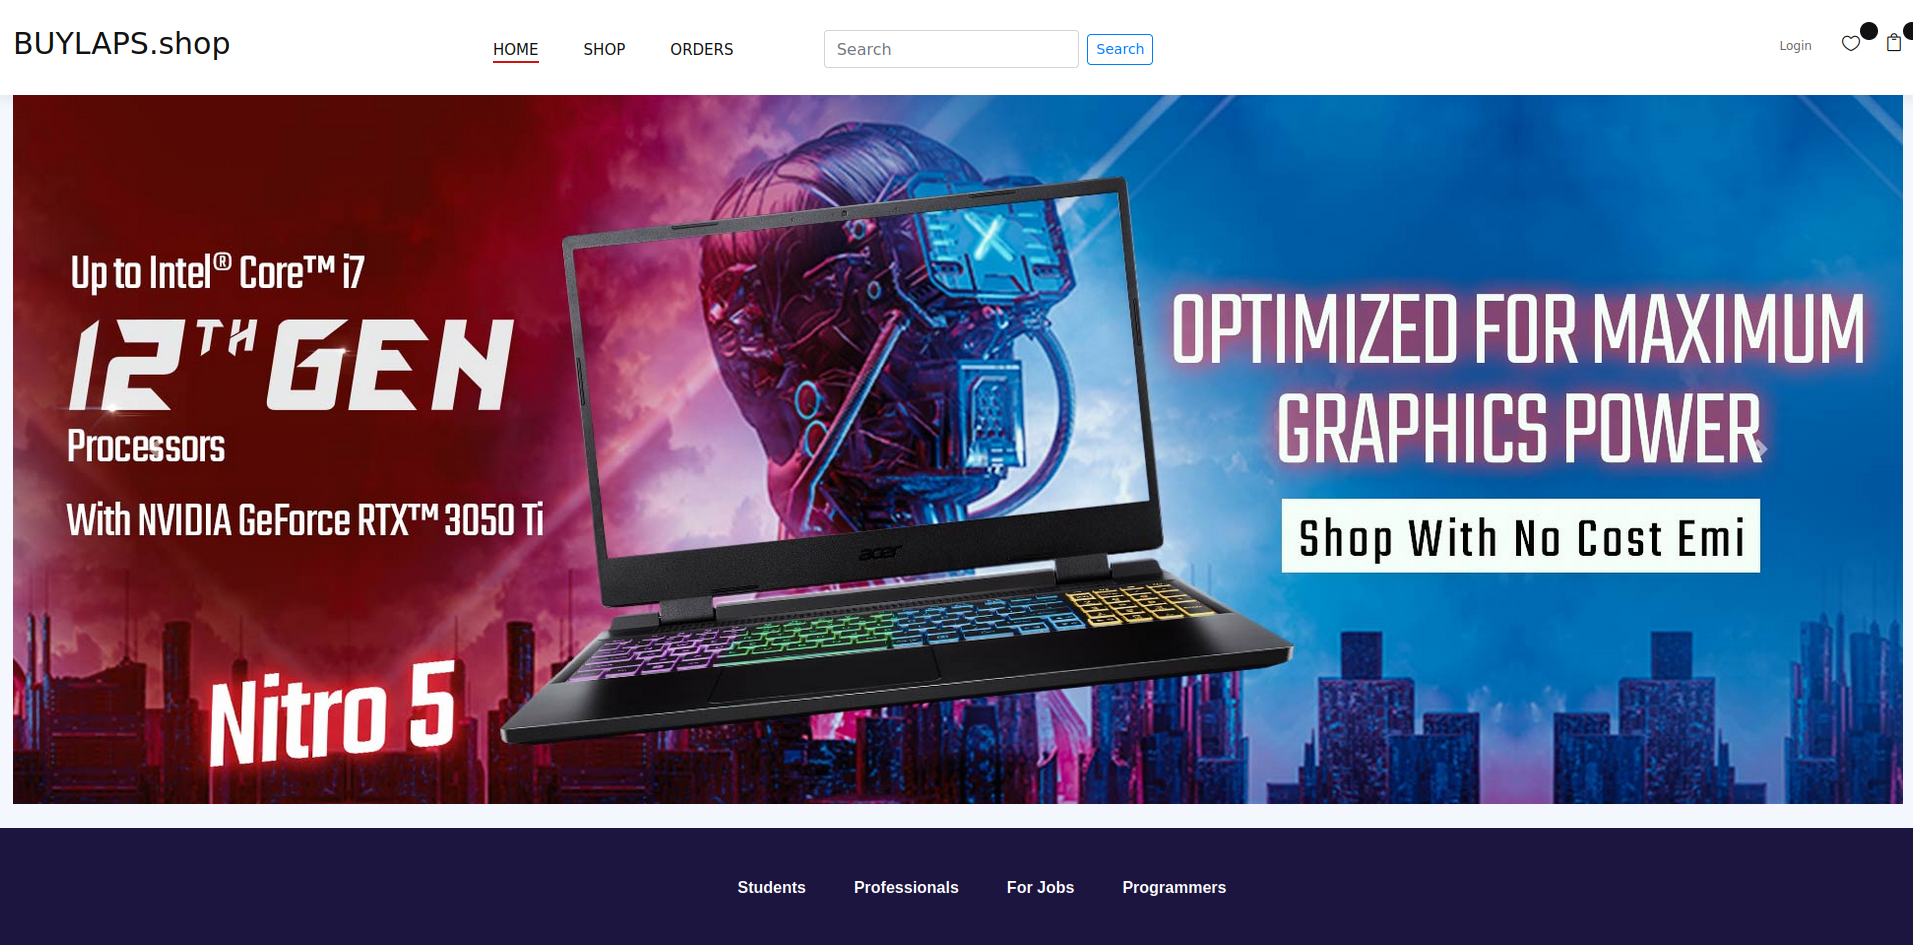 BUYLAPS.shop
HOME SHOP ORDERS
Search
Search
Login
Up to Intel® Core™ i7
12TH GEN
Processors
With NVIDIA GeForce RTX™ 3050 Ti
Nitro 5
acer
X
OPTIMIZED FOR MAXIMUM
GRAPHICS POWER
Shop With No Cost Emi
Students Professionals For Jobs Programmers